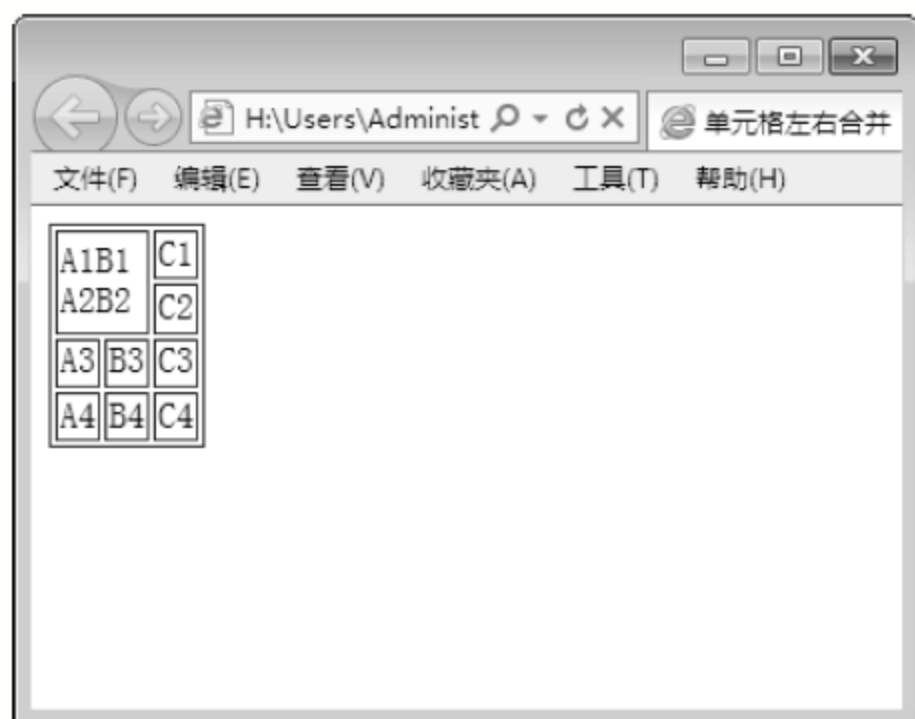 H:\Users\Administ
单元格左右合并
文件(F) 编辑(E) 查看(V) 收藏夹(A) 工具(T) 帮助(H)
A1B1 C1
A2B2 C2
A3 B3 C3
A4 B4 C4